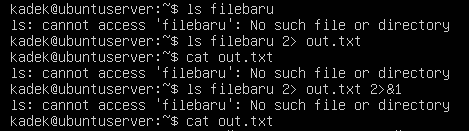 kadek@ubuntuserver:~$ ls filebaru
ls: cannot access 'filebaru': No such file or directory
kadek@ubuntuserver:~$ ls filebaru 2> out.txt
kadek@ubuntuserver:~$ cat out.txt
ls: cannot access 'filebaru': No such file or directory
kadek@ubuntuserver:~$ ls filebaru 2> out.txt 2>&1
ls: cannot access 'filebaru': No such file or directory
kadek@ubuntuserver:~$ cat out.txt